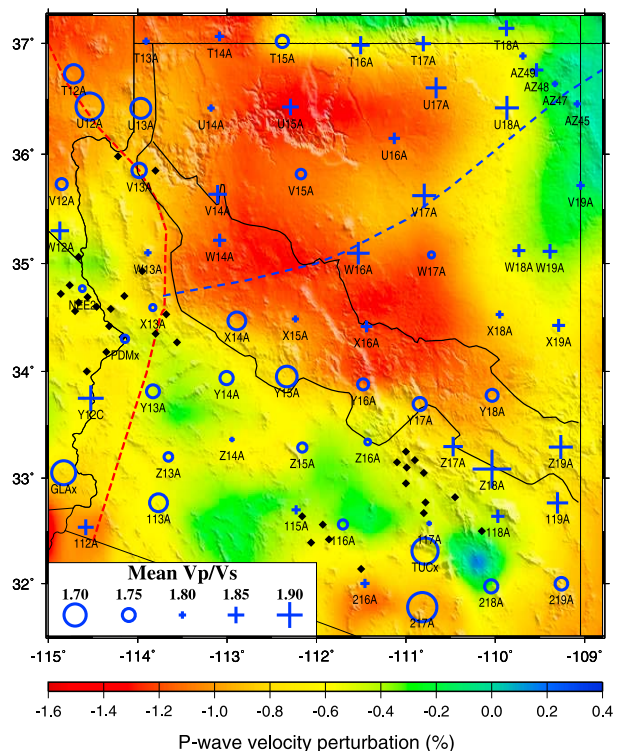 37°
36°
35°
34°
33°
32°
T13A T14A T15A T16A T17A T18A
AZ49
T12A
AZ48
U17A
AZ47
U12A U13A U14A U15A U18A AZ45
U16A
V13A
V12A V15A V19A
V14A V17A
W12A
W14A
W13A W16A W17A W18A W19A
X13A
X14A X15A X16A X18A X19A
PDMx
Y12C Y13A Y14A Y15A Y16A Y17A Y18A
Z13A Z14A Z15A Z16A Z17A Z18A Z19A
GLAx
113A 115A 116A 117A 118A 119A
112A
TUCx
216A 217A 218A 219A
Mean Vp/Vs
1.70 1.75 1.80 1.85 1.90
-115° -114° -113° -112° -111° -110° -109°
-1.6 -1.4 -1.2 -1.0 -0.8 -0.6 -0.4 -0.2 0.0 0.2 0.4
P-wave velocity perturbation (%)